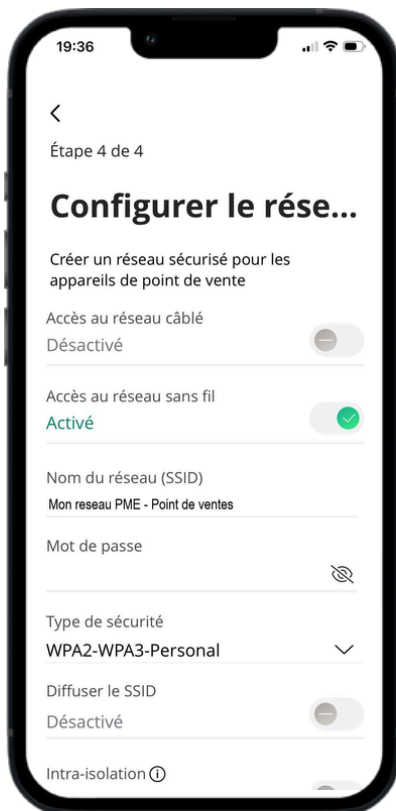 19:36
Étape 4 de 4
Configurer le rése...
Créer un réseau sécurisé pour les
appareils de point de vente
Accès au réseau câblé
Désactivé
Accès au réseau sans fil
Activé
Nom du réseau (SSID)
Mon reseau PME - Point de ventes
Mot de passe
Type de sécurité
WPA2-WPA3-Personal
Diffuser le SSID
Désactivé
Intra-isolation